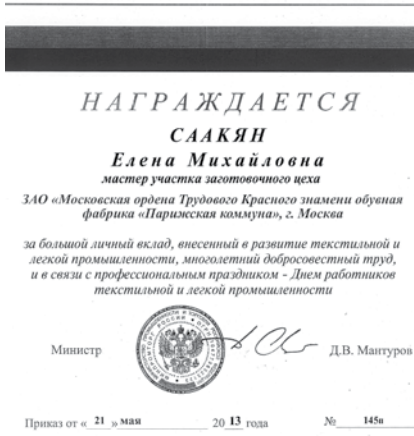 НАГРАЖДАЕТСЯ
СААКЯН
Елена Михайловна
мастер участка заготовочного цеха
ЗАО «Московская ордена Трудового Красного знамени обувная
фабрика «Парижская коммуна», г. Москва
за большой личный вклад, внесенный в развитие текстильной и
легкой промышленности, многолетний добросовестный труд,
и в связи с профессиональным праздником – Днем работников
текстильной и легкой промышленности
Министр Д.В. Мантуров
Приказ от « 21 » мая 20 13 года № 145п